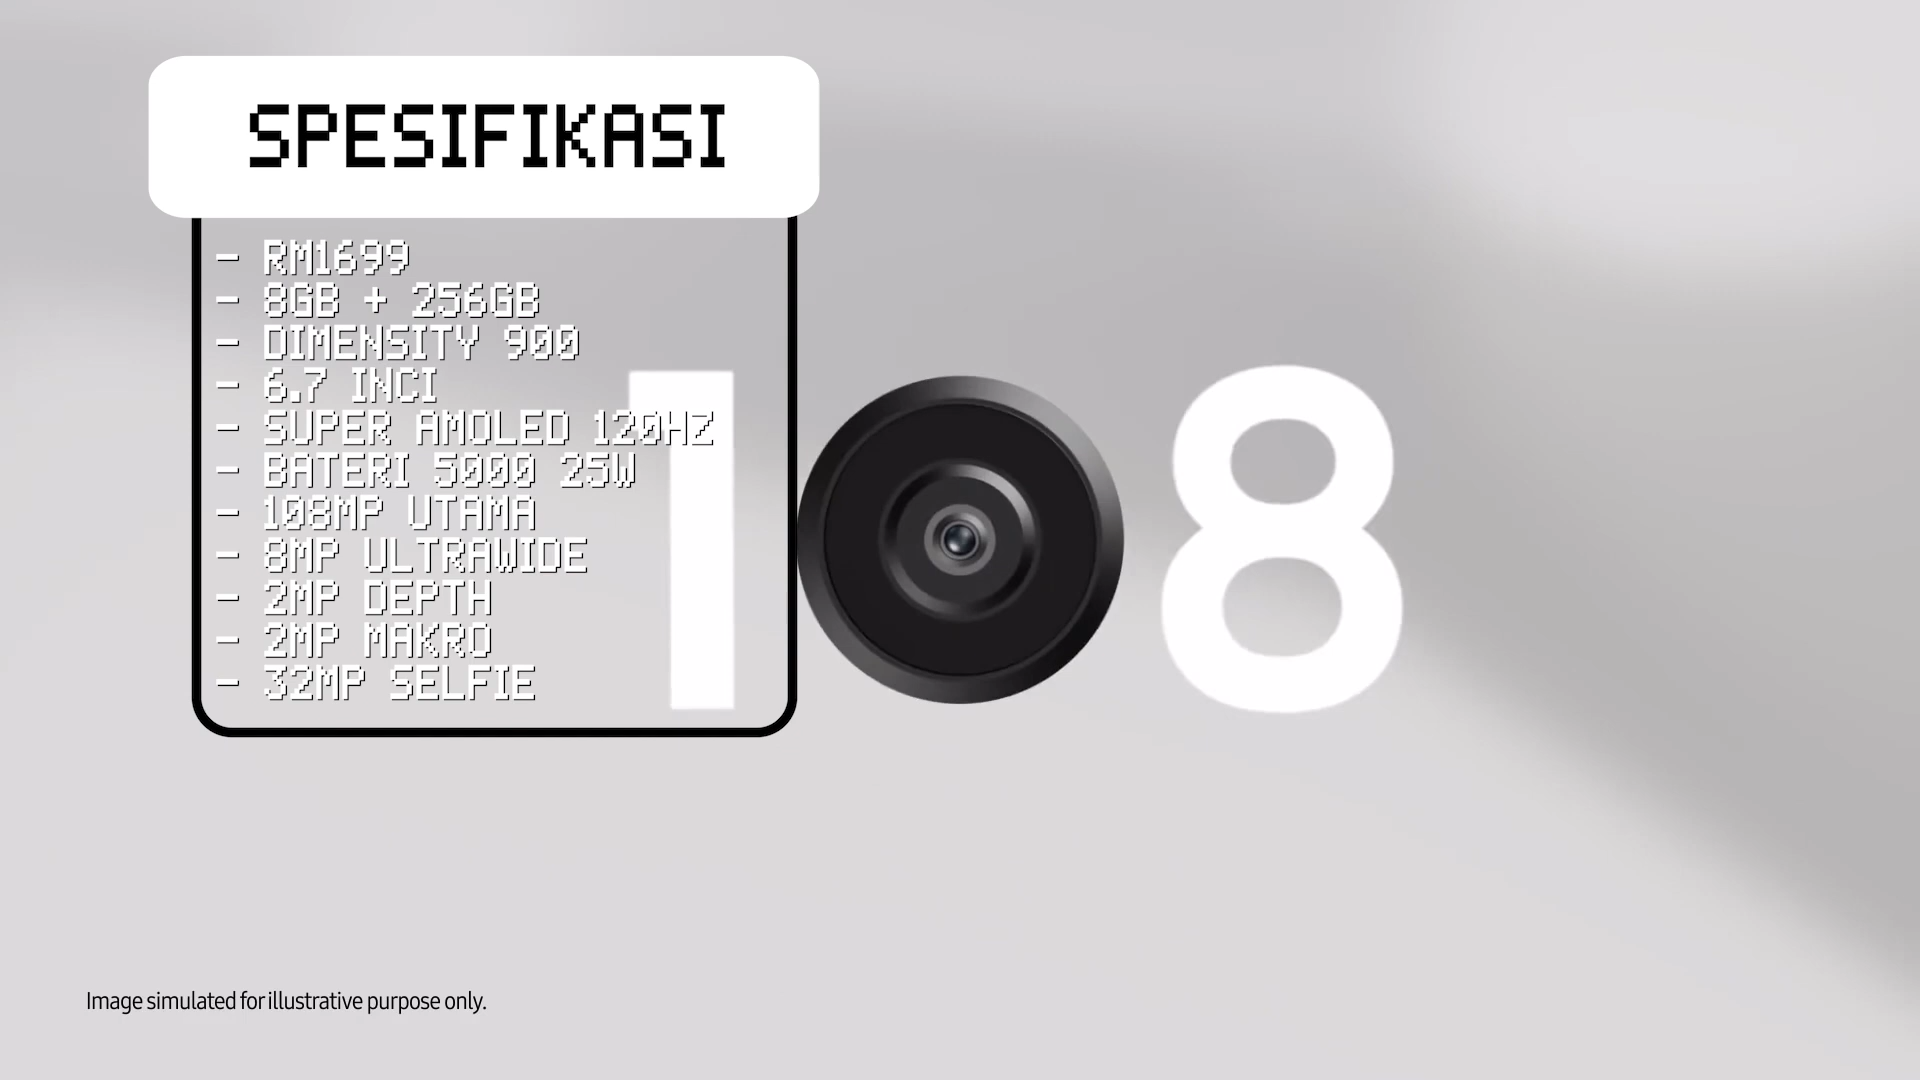 SPESIFIKASI
- RM1699
- 8GB + 256GB
- DIMENSITY 900
- 6.7 INCI
- SUPER AMOLED 120HZ
- BATERI 5000 25W
- 108MP UTAMA
- 8MP ULTRAWIDE
- 2MP DEPTH
- 2MP MAKRO
- 32MP SELFIE
108
Image simulated for illustrative purpose only.